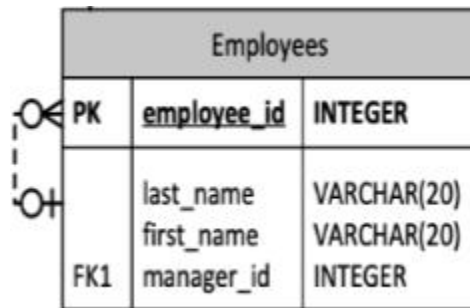 Employees
PK employee_id INTEGER
last_name VARCHAR(20)
first_name VARCHAR(20)
FK1 manager_id INTEGER